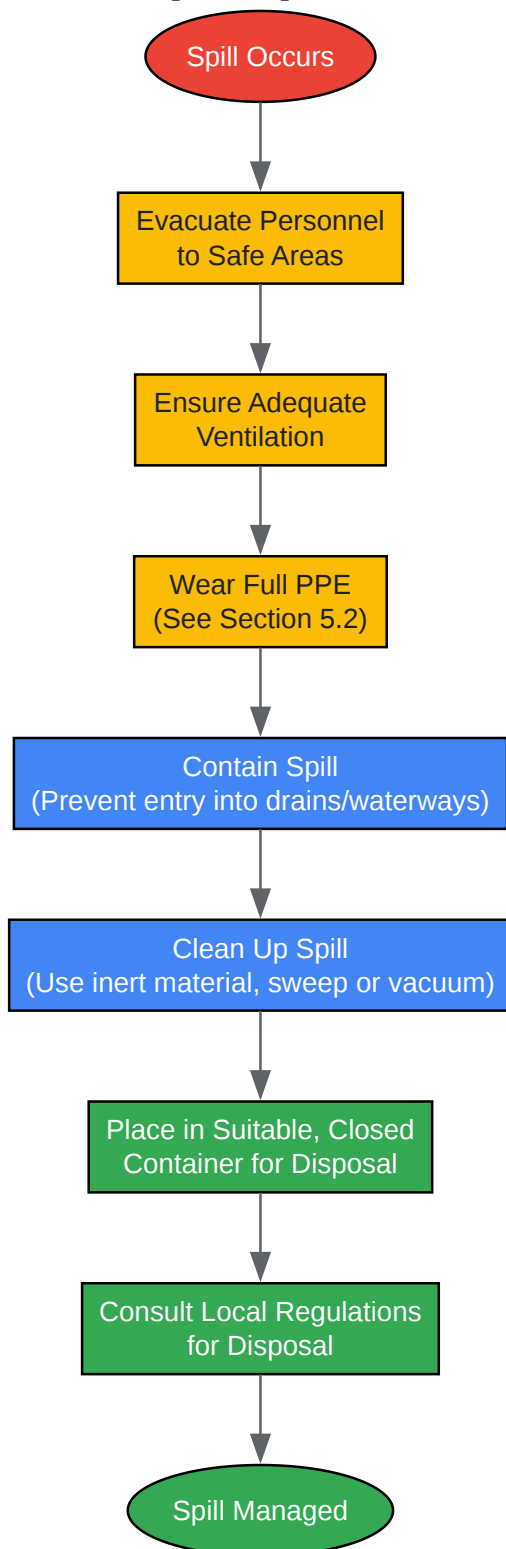 Spill Occurs
Evacuate Personnel
to Safe Areas
Ensure Adequate
Ventilation
Wear Full PPE
(See Section 5.2)
Contain Spill
(Prevent entry into drains/waterways)
Clean Up Spill
(Use inert material, sweep or vacuum)
Place in Suitable, Closed
Container for Disposal
Consult Local Regulations
for Disposal
Spill Managed